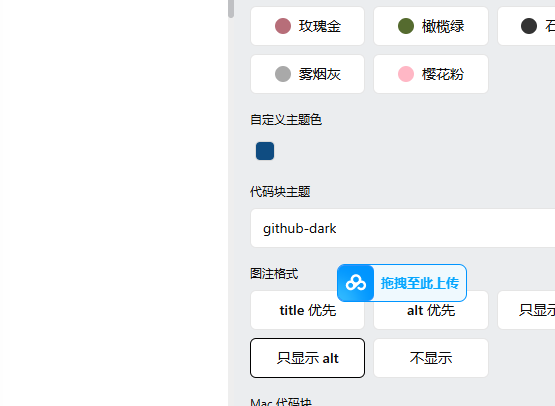 玫瑰金 橄榄绿 石
雾烟灰 樱花粉
自定义主题色
代码块主题
github-dark
图注格式
拖拽至此上传
title 优先 alt 优先 只显示
只显示 alt 不显示
Mac 代码块